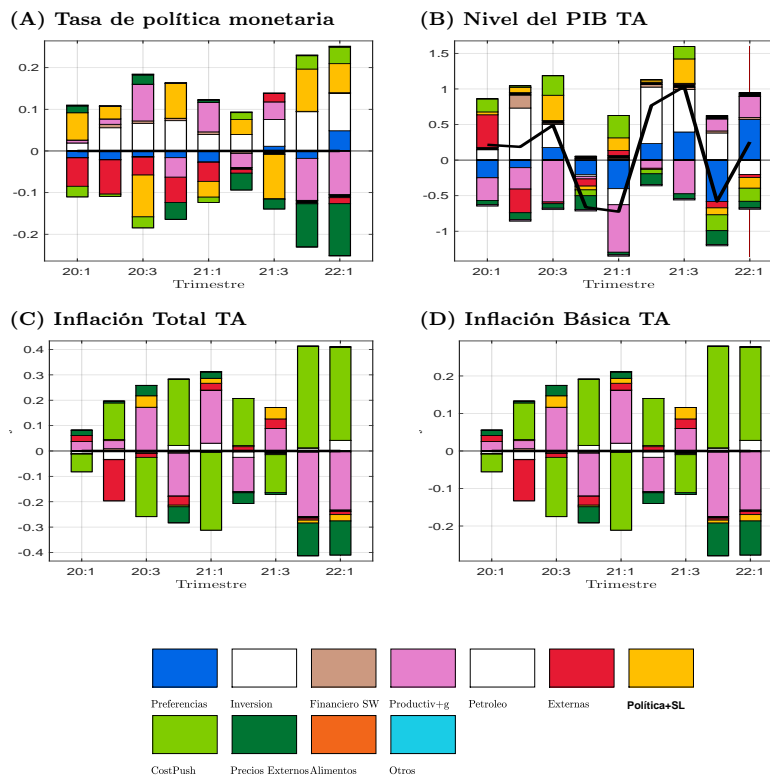 (A) Tasa de política monetaria
(B) Nivel del PIB TA
0.2
0.1
0
-0.1
-0.2
20:1
20:3
21:1
21:3
22:1
Trimestre
1.5
1
0.5
0
-0.5
-1
20:1
20:3
21:1
21:3
22:1
Trimestre
(C) Inflación Total TA
(D) Inflación Básica TA
0.4
0.3
0.2
0.1
0
-0.1
-0.2
-0.3
-0.4
20:1
20:3
21:1
21:3
22:1
Trimestre
0.2
0.1
0
-0.1
-0.2
20:1
20:3
21:1
21:3
22:1
Trimestre
Preferencias
Inversion
Financiero SW
Productiv+g
Petroleo
Externas
Política+SL
CostPush
Precios Externos
Alimentos
Otros